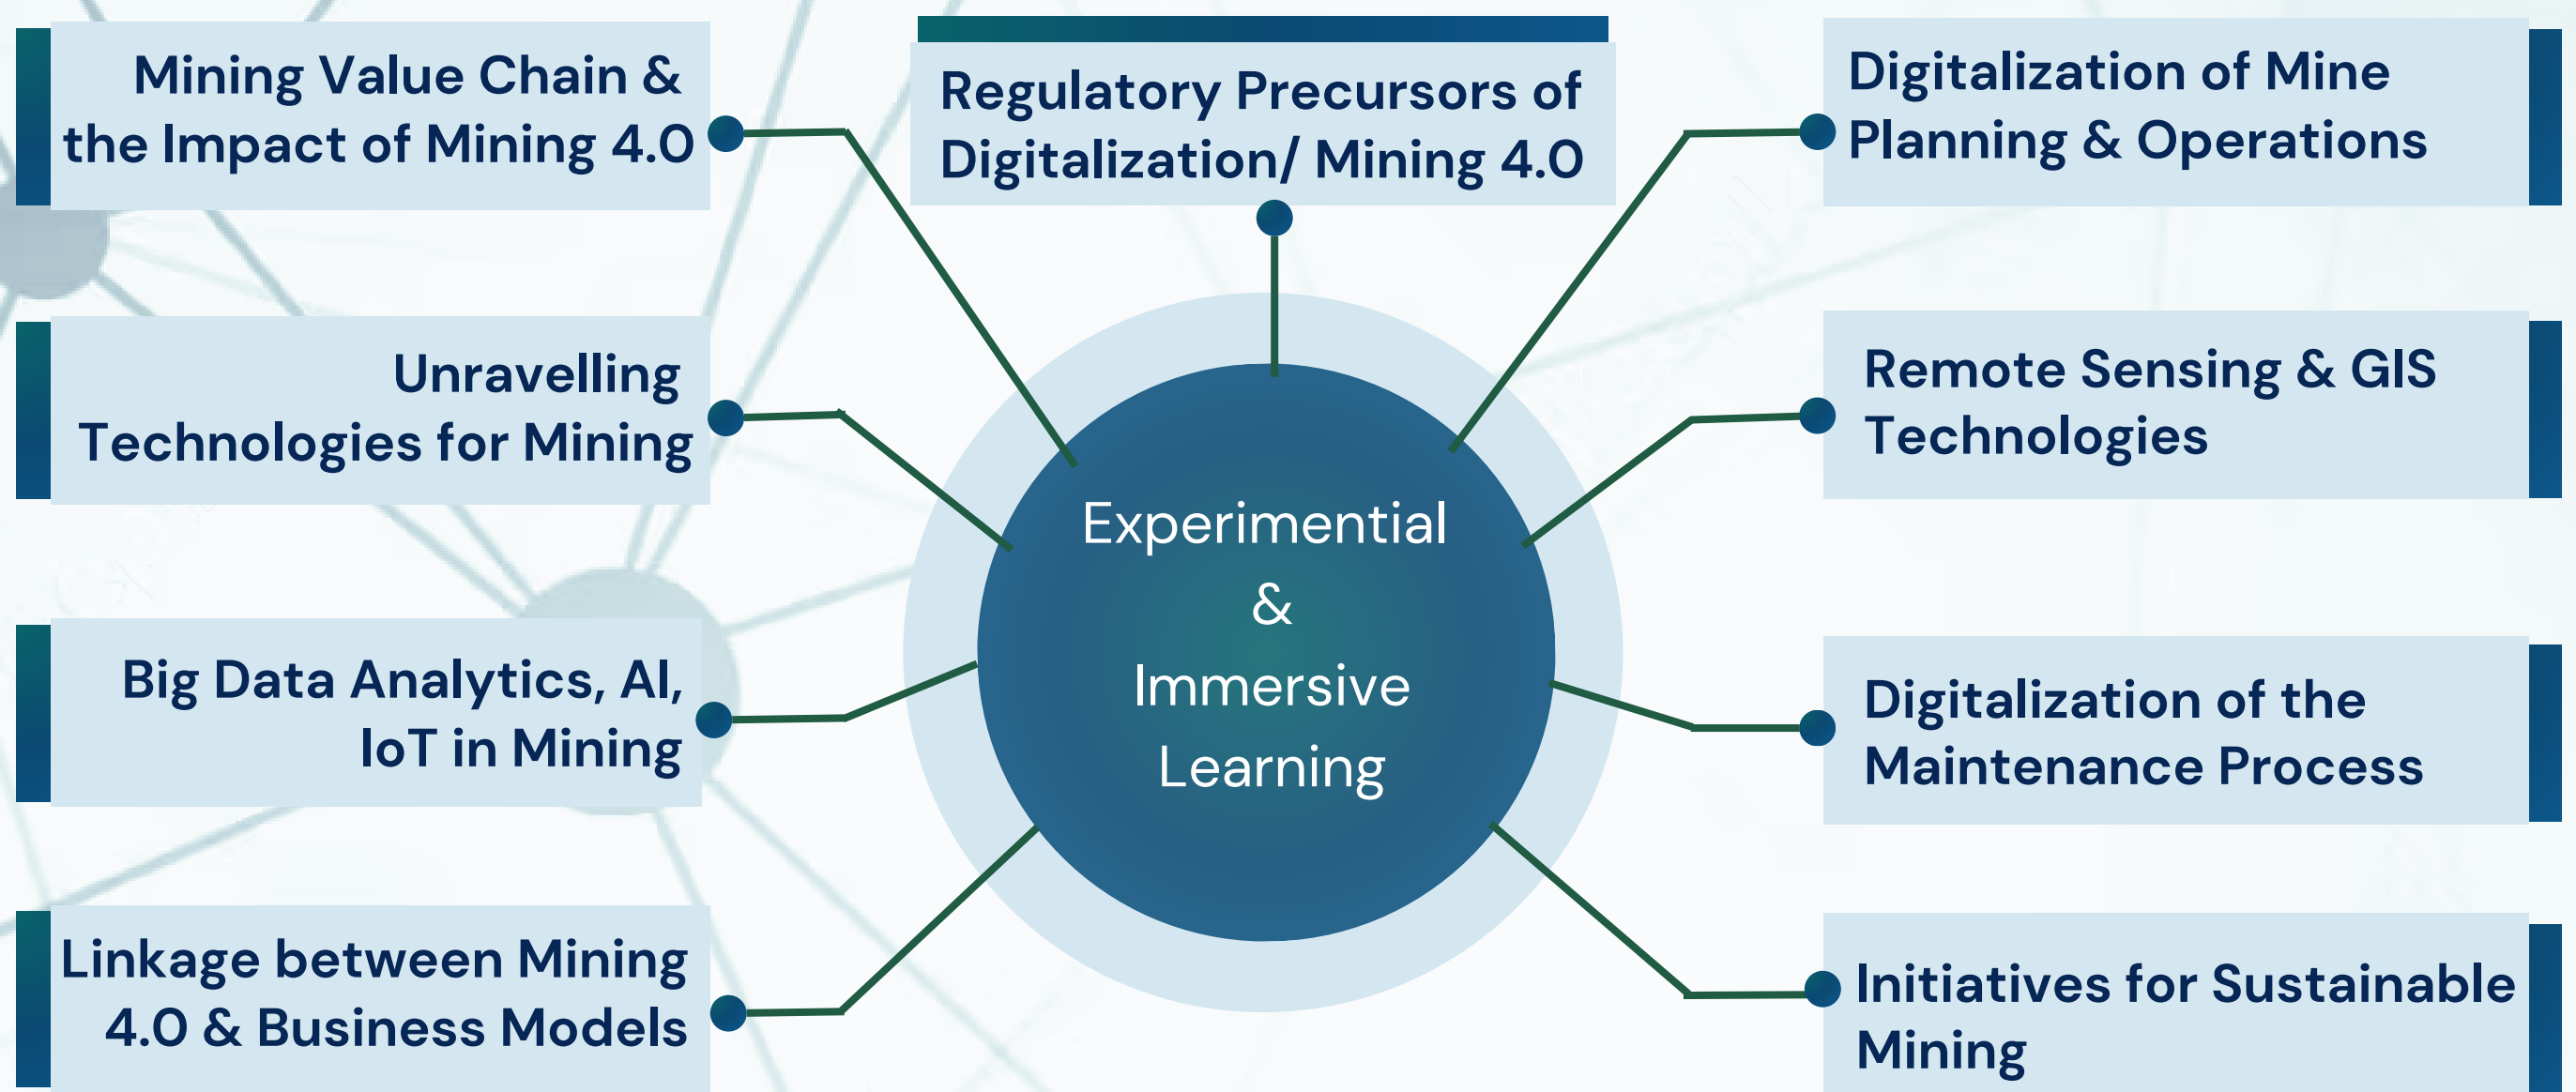 Mining Value Chain &
the Impact of Mining 4.0
Regulatory Precursors of
Digitalization/ Mining 4.0
Digitalization of Mine
Planning & Operations
Unravelling
Technologies for Mining
Remote Sensing & GIS
Technologies
Experimential
&
Immersive
Learning
Big Data Analytics, AI,
IoT in Mining
Digitalization of the
Maintenance Process
Linkage between Mining
4.0 & Business Models
Initiatives for Sustainable
Mining